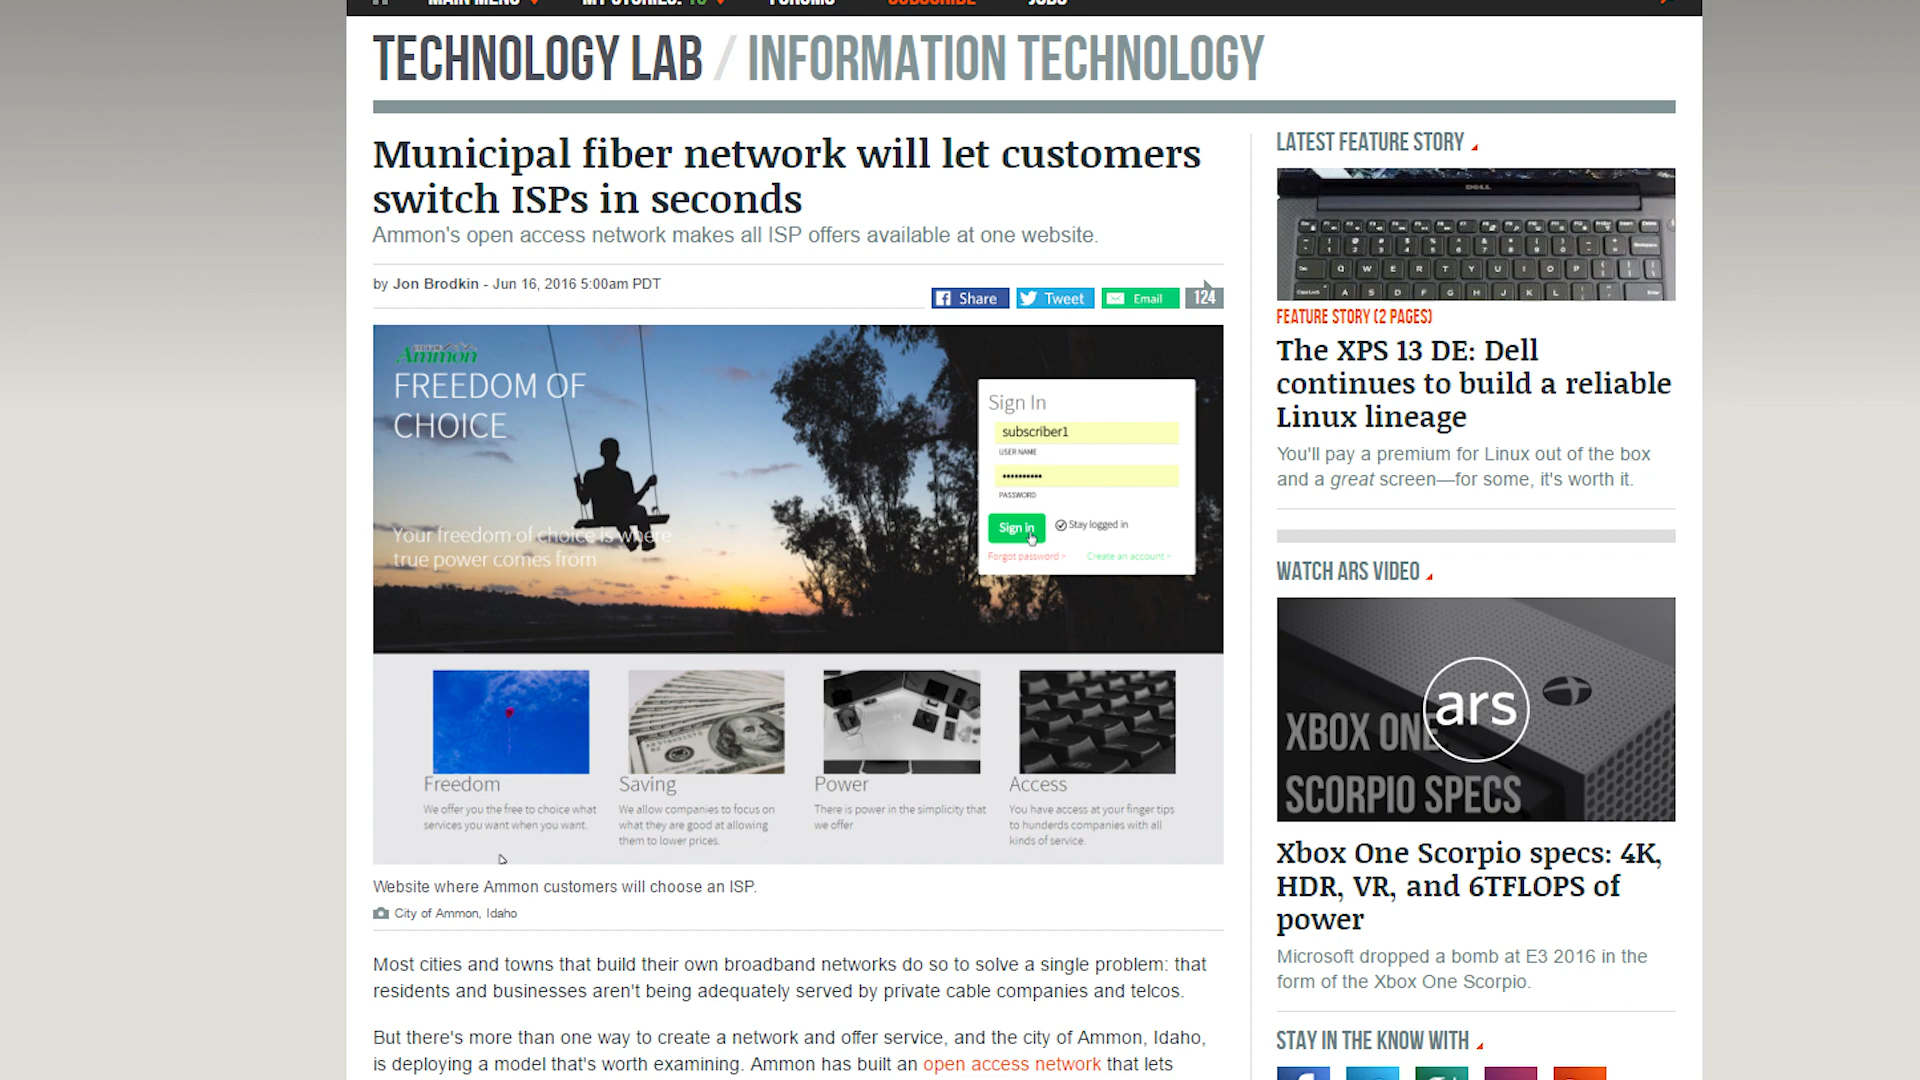 TECHNOLOGY LAB / INFORMATION TECHNOLOGY
Municipal fiber network will let customers
switch ISPs in seconds
Ammon's open access network makes all ISP offers available at one website.
by Jon Brodkin - Jun 16, 2016 5:00am PDT
Share
Tweet
Email
124
Ammon
FREEDOM OF
CHOICE
Your freedom of choice is where
true power comes from
Sign In
subscriber1
USER NAME
PASSWORD
Sign in
Stay logged in
Forgot password >
Create an account >
Freedom
We offer you the free to choice what
services you want when you want.
Saving
We allow companies to focus on
what they are good at allowing
them to lower prices.
Power
There is power in the simplicity that
we offer
Access
You have access at your finger tips
to hunderds companies with all
kinds of service.
Website where Ammon customers will choose an ISP.
City of Ammon, Idaho
Most cities and towns that build their own broadband networks do so to solve a single problem: that
residents and businesses aren't being adequately served by private cable companies and telcos.
But there's more than one way to create a network and offer service, and the city of Ammon, Idaho,
is deploying a model that's worth examining. Ammon has built an open access network that lets
LATEST FEATURE STORY
DELL
FEATURE STORY (2 PAGES)
The XPS 13 DE: Dell
continues to build a reliable
Linux lineage
You'll pay a premium for Linux out of the box
and a great screen—for some, it's worth it.
WATCH ARS VIDEO
ars
XBOX ONE
SCORPIO SPECS
Xbox One Scorpio specs: 4K,
HDR, VR, and 6TFLOPS of
power
Microsoft dropped a bomb at E3 2016 in the
form of the Xbox One Scorpio.
STAY IN THE KNOW WITH